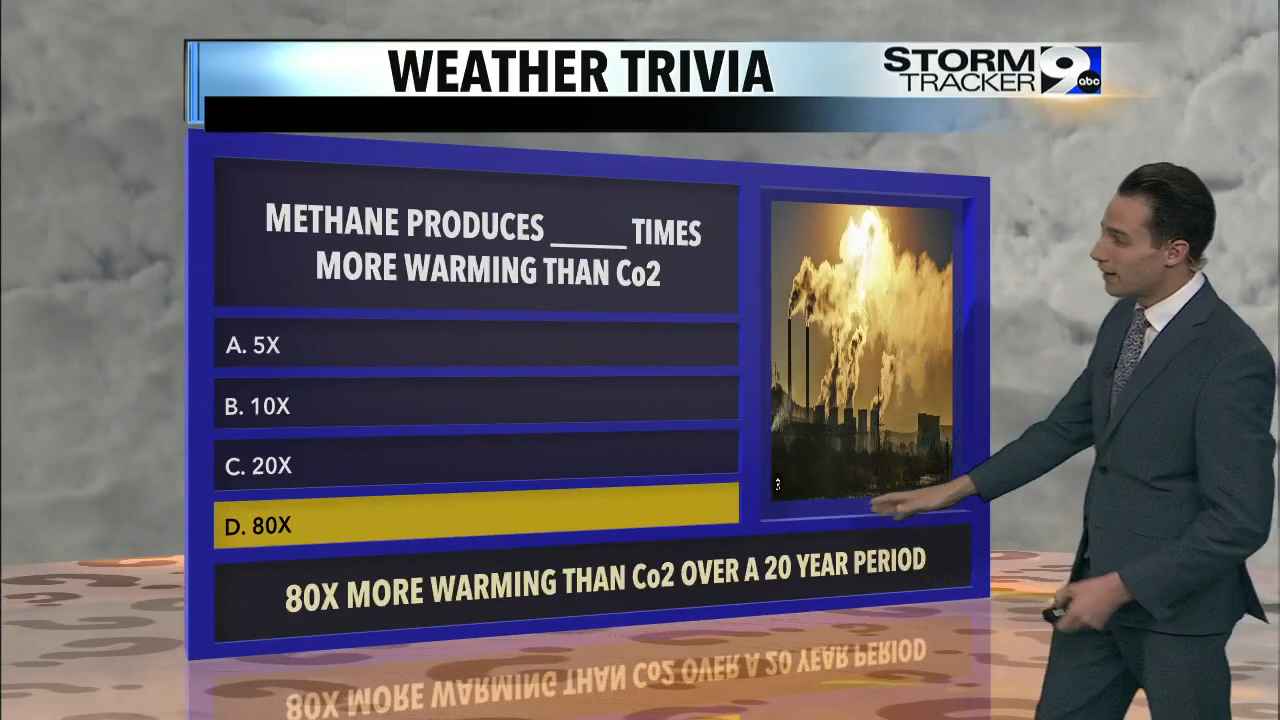 WEATHER TRIVIA
STORM
TRACKER
9
abc
METHANE PRODUCES _____ TIMES
MORE WARMING THAN Co2
A. 5X
B. 10X
C. 20X
D. 80X
80X MORE WARMING THAN Co2 OVER A 20 YEAR PERIOD
80X MORE WARMING THAN Co2 OVER A 20 YEAR PERIOD